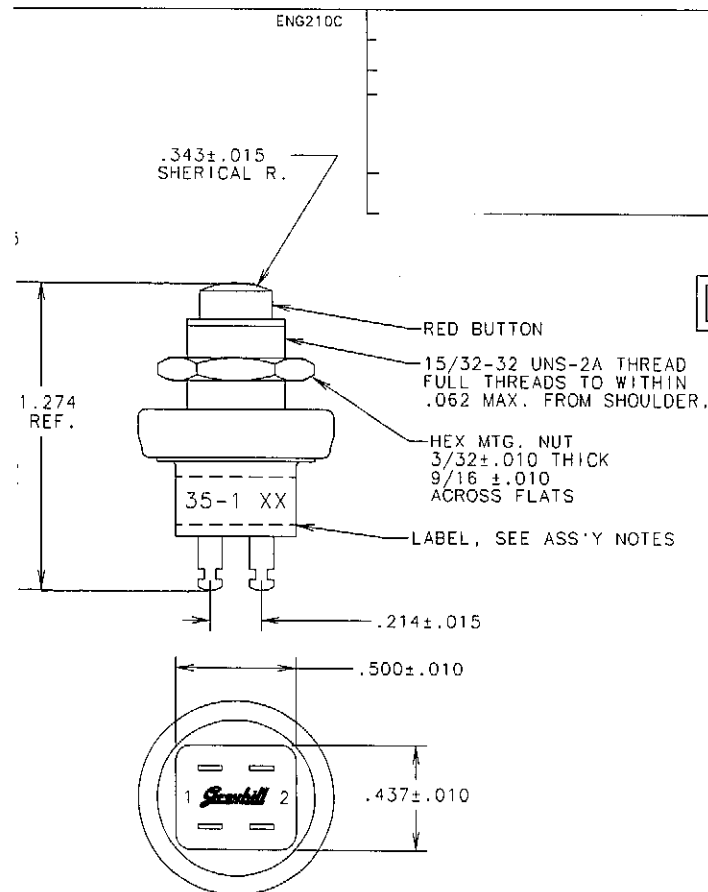 ENG210C
.343±.015
SHERICAL R.
RED BUTTON
15/32-32 UNS-2A THREAD
FULL THREADS TO WITHIN
.062 MAX. FROM SHOULDER.
1.274
REF.
HEX MTG. NUT
3/32±.010 THICK
9/16 ±.010
ACROSS FLATS
35-1 XX
LABEL, SEE ASS'Y NOTES
.214±.015
.500±.010
1 Grayhill 2
.437±.010